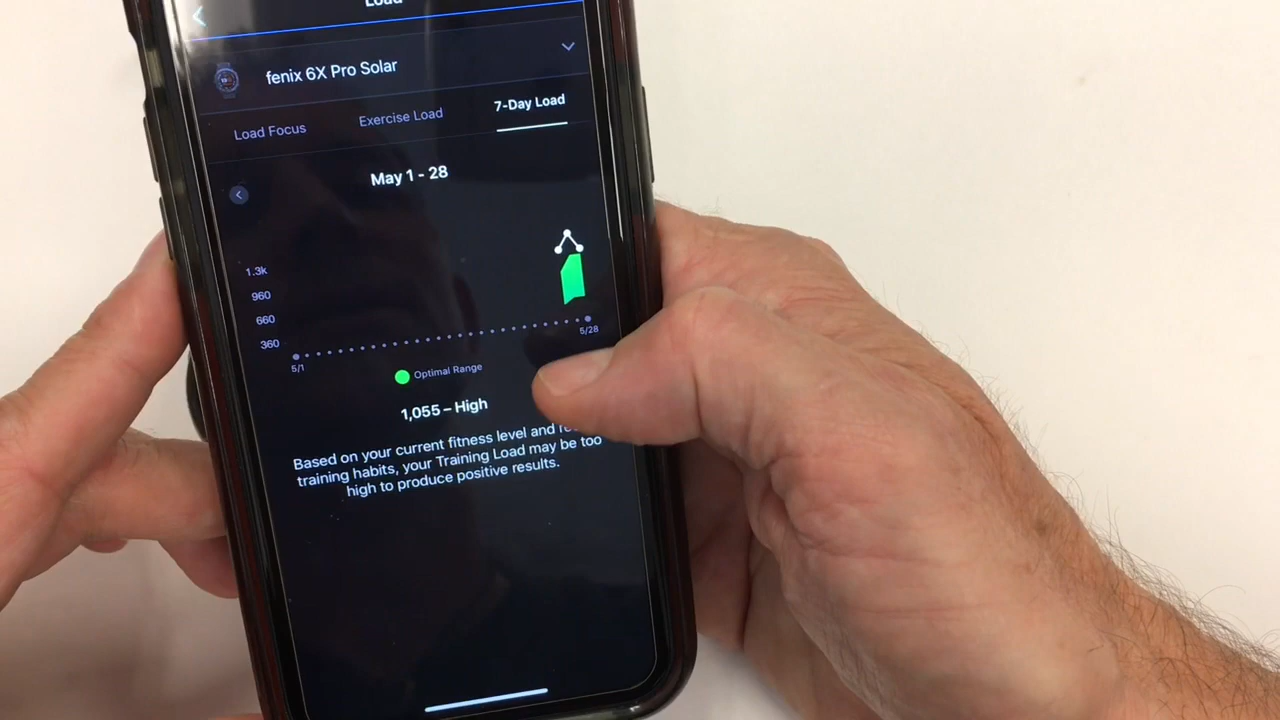 Load
fenix 6X Pro Solar
Load Focus Exercise Load 7-Day Load
May 1 - 28
1.3k
960
660
360
5/1 5/28
Optimal Range
1,055 – High
Based on your current fitness level and
training habits, your Training Load may be too
high to produce positive results.